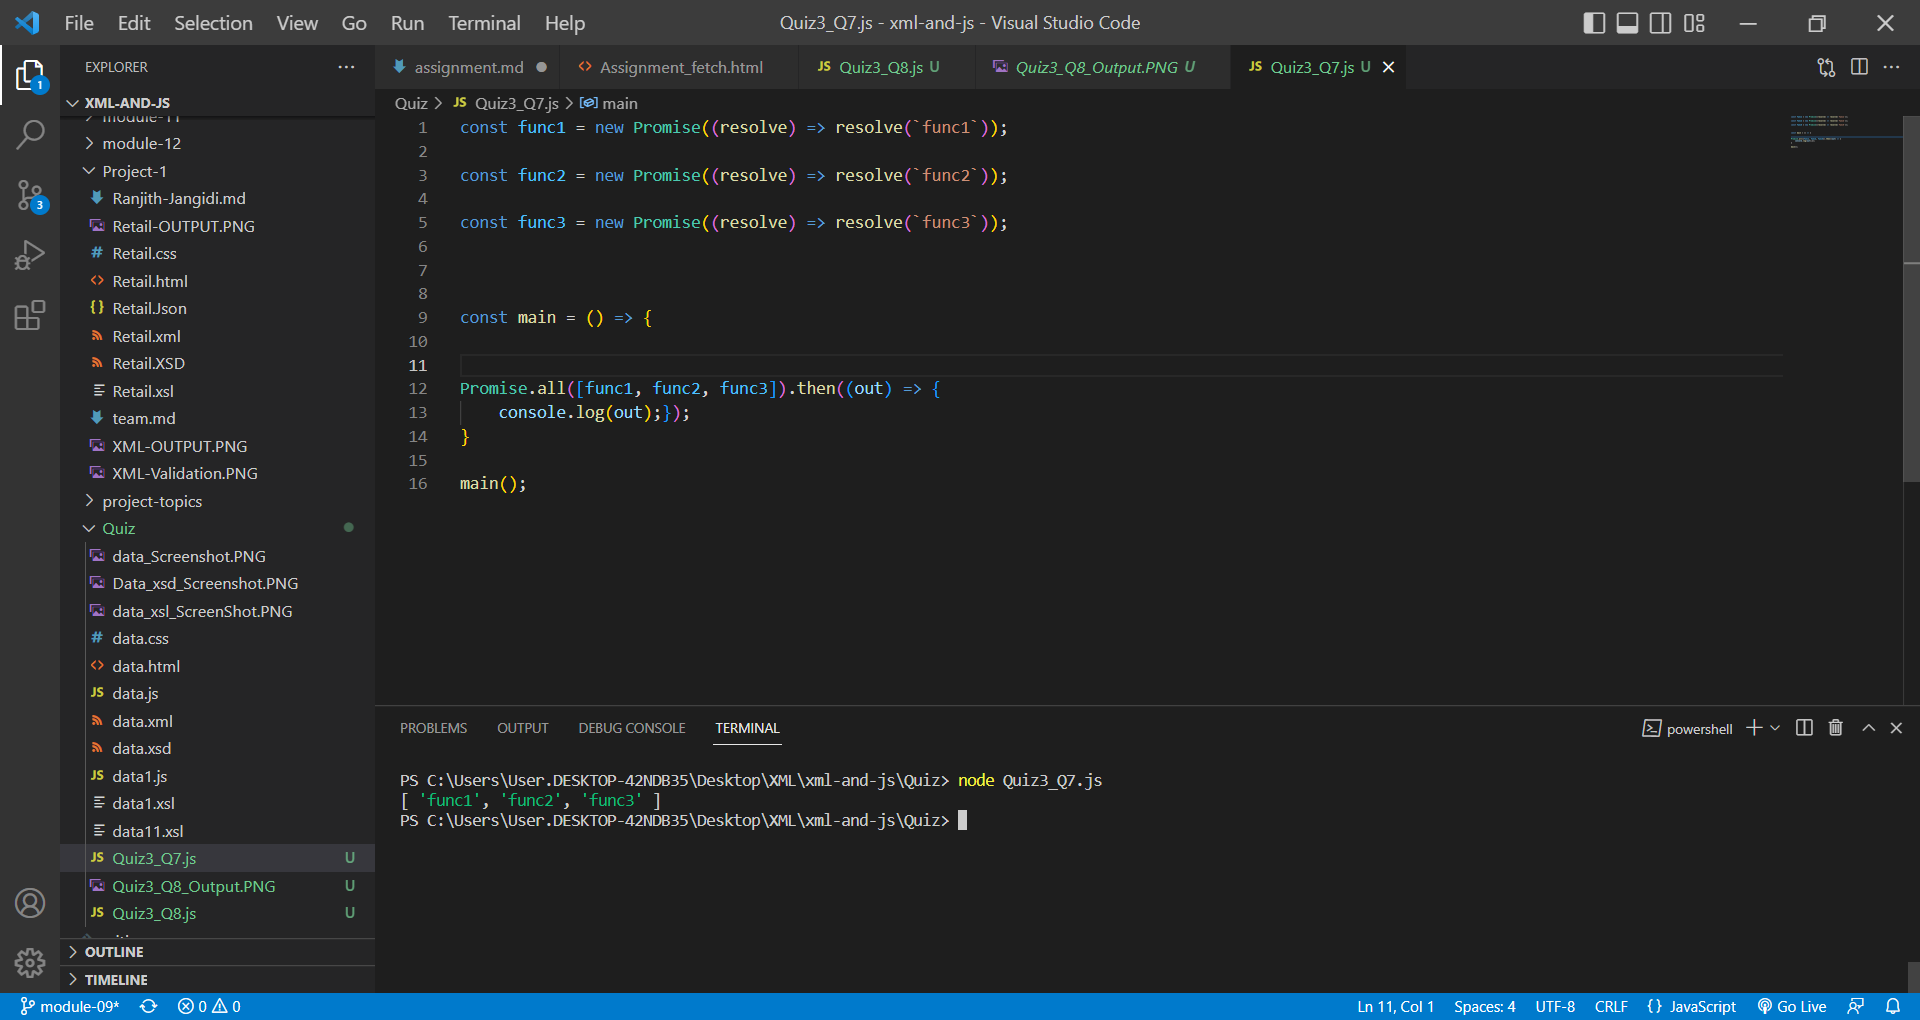 File Edit Selection View Go Run Terminal Help
Quiz3_Q7.js - xml-and-js - Visual Studio Code
1
3
EXPLORER
XML-AND-JS
module-11
module-12
Project-1
Ranjith-Jangidi.md
Retail-OUTPUT.PNG
# Retail.css
<> Retail.html
{} Retail.Json
Retail.xml
Retail.XSD
Retail.xsl
team.md
XML-OUTPUT.PNG
XML-Validation.PNG
project-topics
Quiz
data_Screenshot.PNG
Data_xsd_Screenshot.PNG
data_xsl_ScreenShot.PNG
# data.css
<> data.html
JS data.js
data.xml
data.xsd
JS data1.js
data1.xsl
data11.xsl
JS Quiz3_Q7.js U
Quiz3_Q8_Output.PNG U
JS Quiz3_Q8.js U
OUTLINE
TIMELINE
assignment.md
<> Assignment_fetch.html
JS Quiz3_Q8.js U
Quiz3_Q8_Output.PNG U
JS Quiz3_Q7.js U
Quiz > JS Quiz3_Q7.js > main
1 const func1 = new Promise((resolve) => resolve(`func1`));
2
3 const func2 = new Promise((resolve) => resolve(`func2`));
4
5 const func3 = new Promise((resolve) => resolve(`func3`));
6
7
8
9 const main = () => {
10
11
12 Promise.all([func1, func2, func3]).then((out) => {
13     console.log(out);});
14 }
15
16 main();
PROBLEMS OUTPUT DEBUG CONSOLE TERMINAL
powershell
PS C:\Users\User.DESKTOP-42NDB35\Desktop\XML\xml-and-js\Quiz> node Quiz3_Q7.js
[ 'func1', 'func2', 'func3' ]
PS C:\Users\User.DESKTOP-42NDB35\Desktop\XML\xml-and-js\Quiz>
module-09* 0 0
Ln 11, Col 1 Spaces: 4 UTF-8 CRLF {} JavaScript Go Live